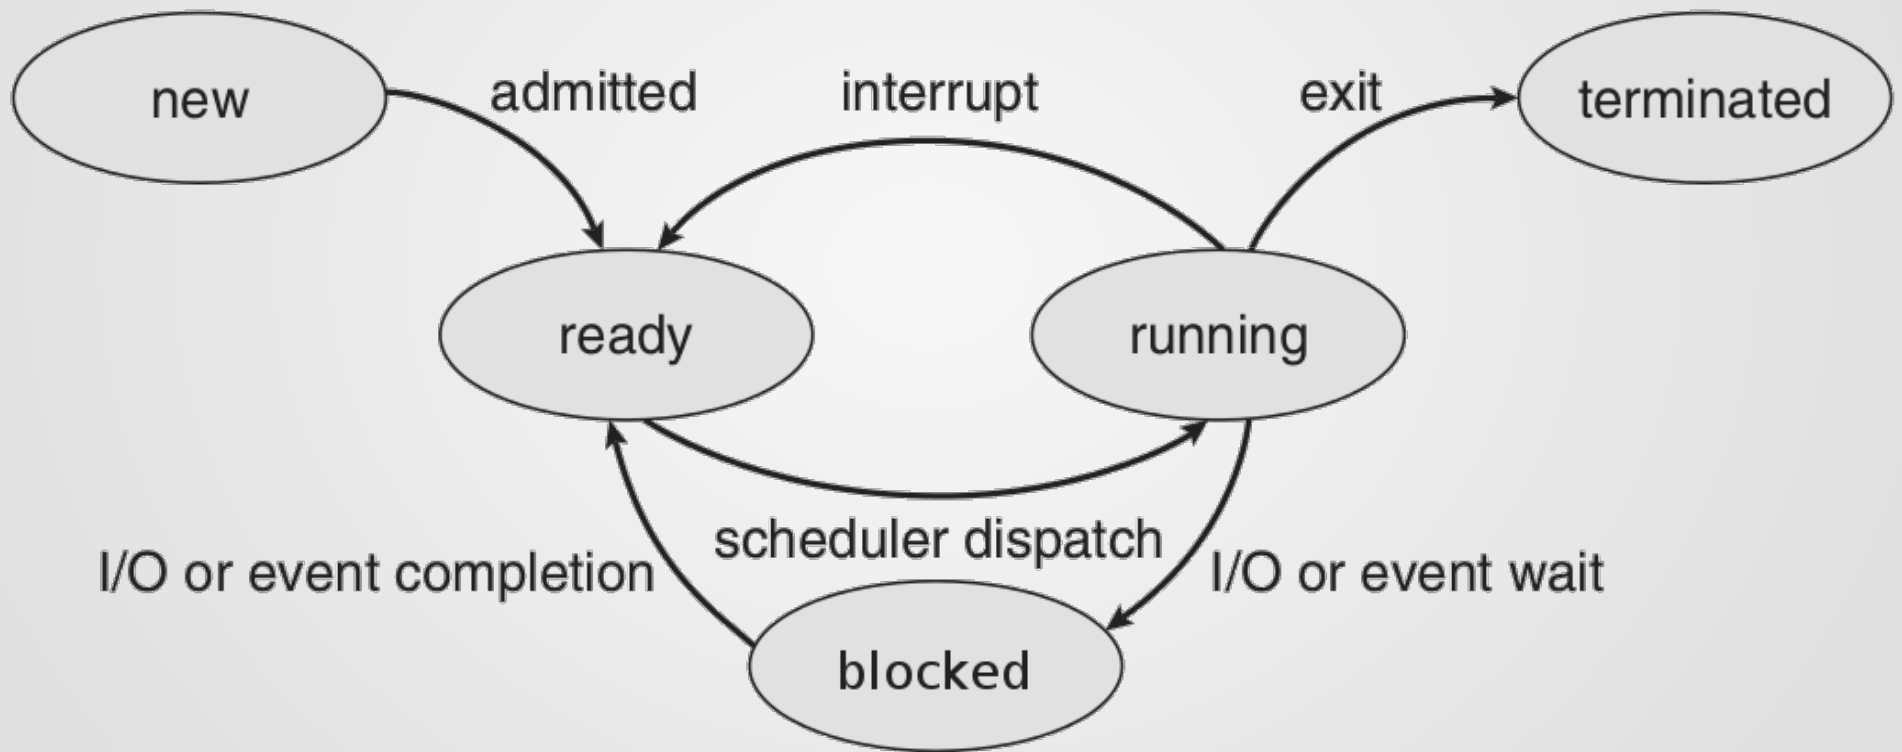 new
admitted
interrupt
exit
terminated
ready
running
scheduler dispatch
I/O or event completion
I/O or event wait
blocked